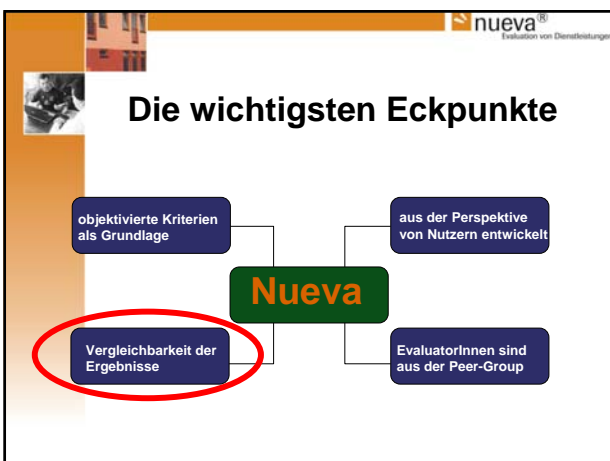 nueva®
Evaluation von Dienstleistungen
Die wichtigsten Eckpunkte
objektivierte Kriterien
als Grundlage
aus der Perspektive
von Nutzern entwickelt
Nueva
Vergleichbarkeit der
Ergebnisse
EvaluatorInnen sind
aus der Peer-Group